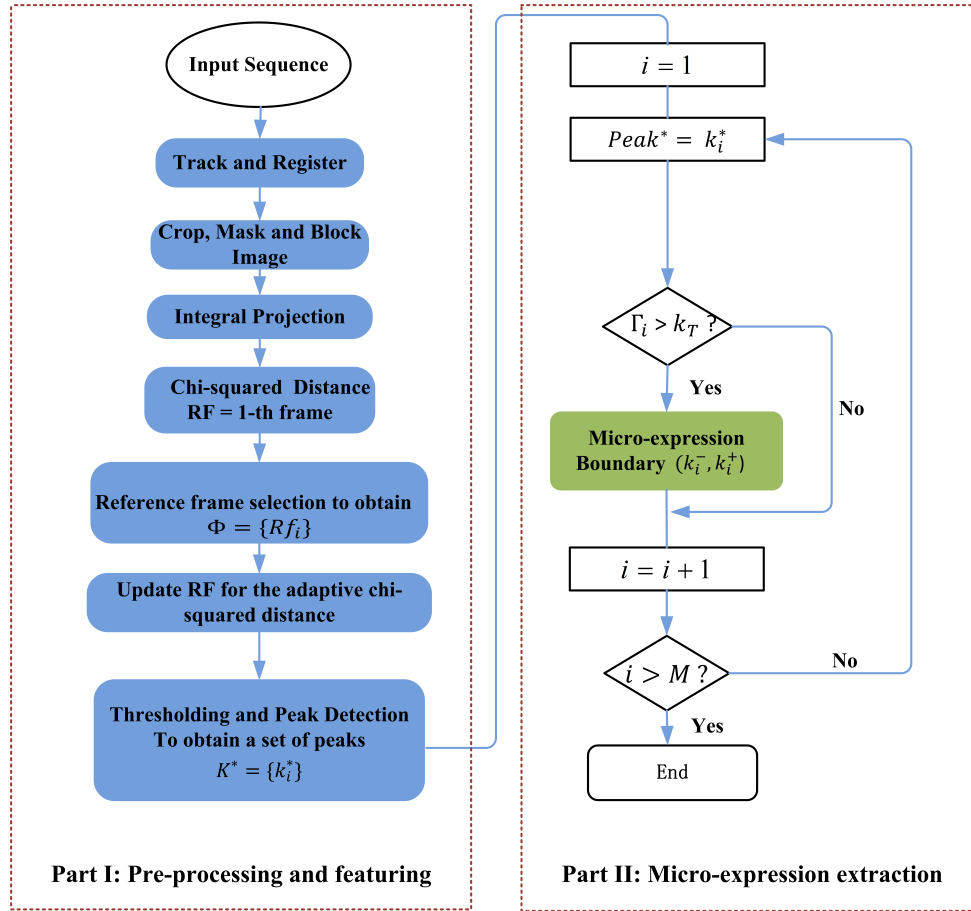 Input Sequence
Track and Register
Crop, Mask and Block
Image
Integral Projection
Chi-squared Distance
RF = 1-th frame
Reference frame selection to obtain
Φ = {Rf_i}
Update RF for the adaptive chi-
squared distance
Thresholding and Peak Detection
To obtain a set of peaks
K* = {k_i^*}
Part I: Pre-processing and featuring
i = 1
Peak* = k_i^*
Γ_i > k_T ?
Yes
No
Micro-expression
Boundary (k_i^-, k_i^+)
i = i + 1
i > M ?
No
Yes
End
Part II: Micro-expression extraction